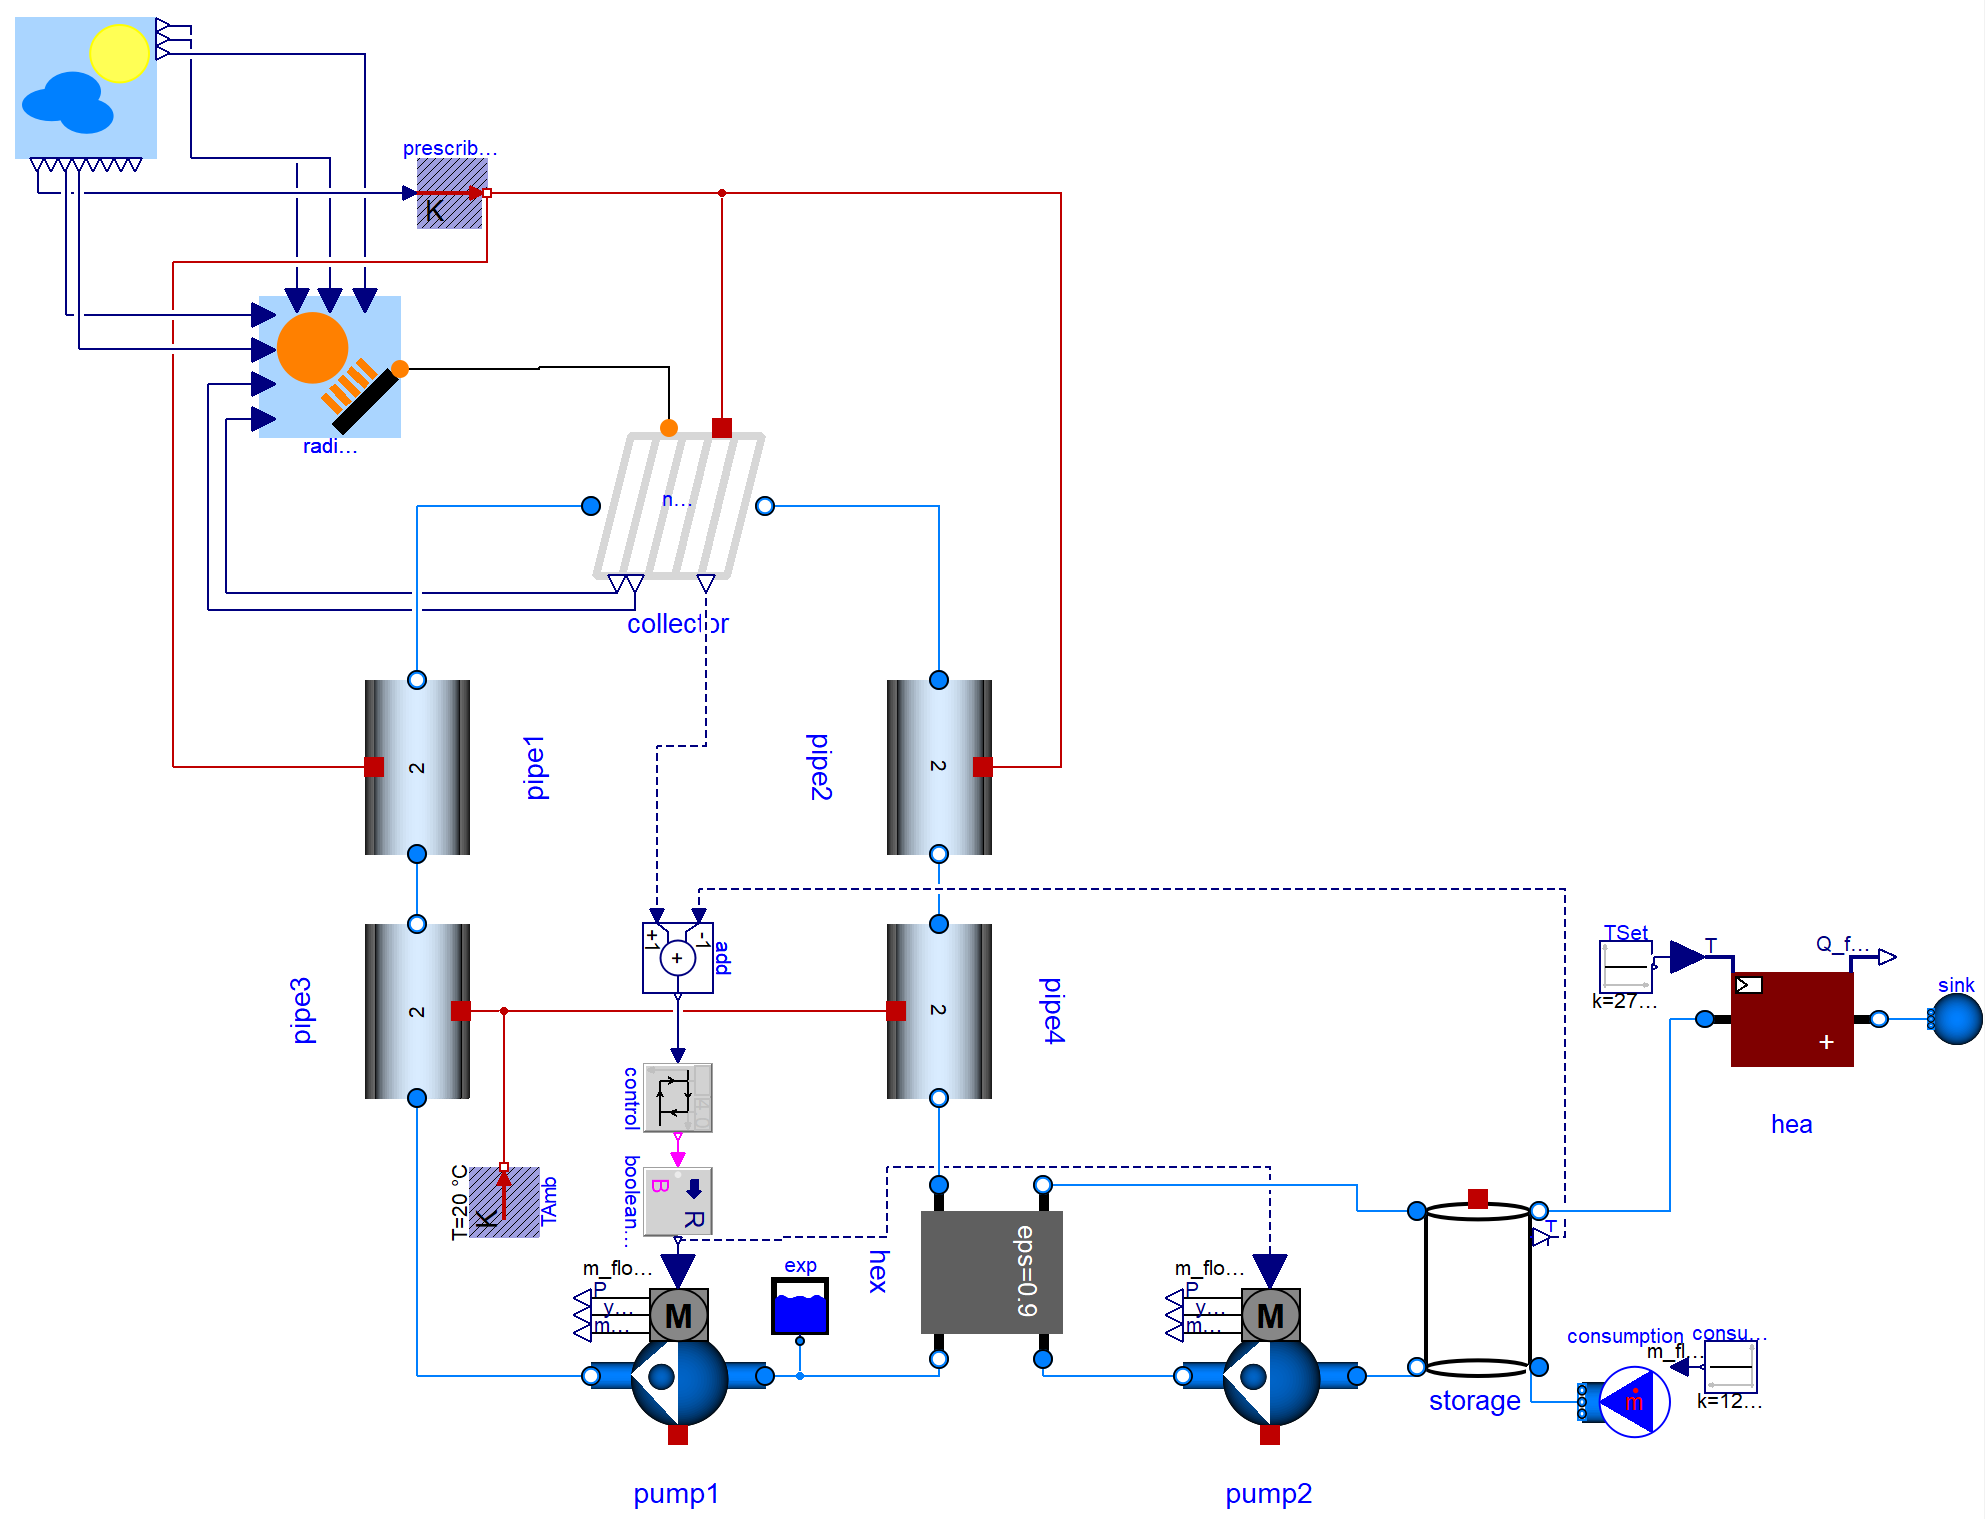 prescrib...
K
radi...
n...
collector
pipe1
2
pipe2
2
+1
-1
+
add
TSet
k=27...
T
Q_f...
sink
+
hea
pipe3
2
pipe4
2
control
T=20 °C
K
TAmb
boolean...
B
R
m_flo...
P
y...
m...
M
exp
hex
eps=0.9
m_flo...
P
y...
m...
M
T
storage
consumption
consu...
m_fl...
k=12...
m
pump1
pump2